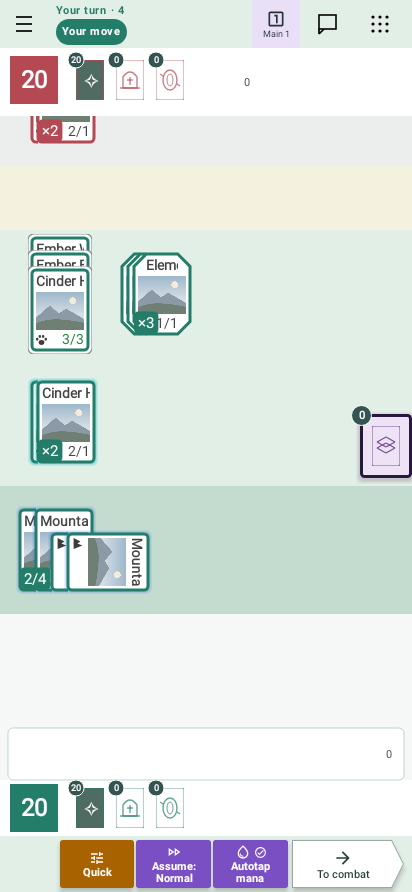 Your turn · 4
Your move
1
Main 1
20
20
0
0
0
×2 2/1
Ember
Ember
Cinder H
3/3
Eleme
×3 1/1
Cinder H
×2 2/1
0
M Mounta
2/4
Mounta
0
20
20
0
0
Quick
Assume:
Normal
Autotap
mana
To combat